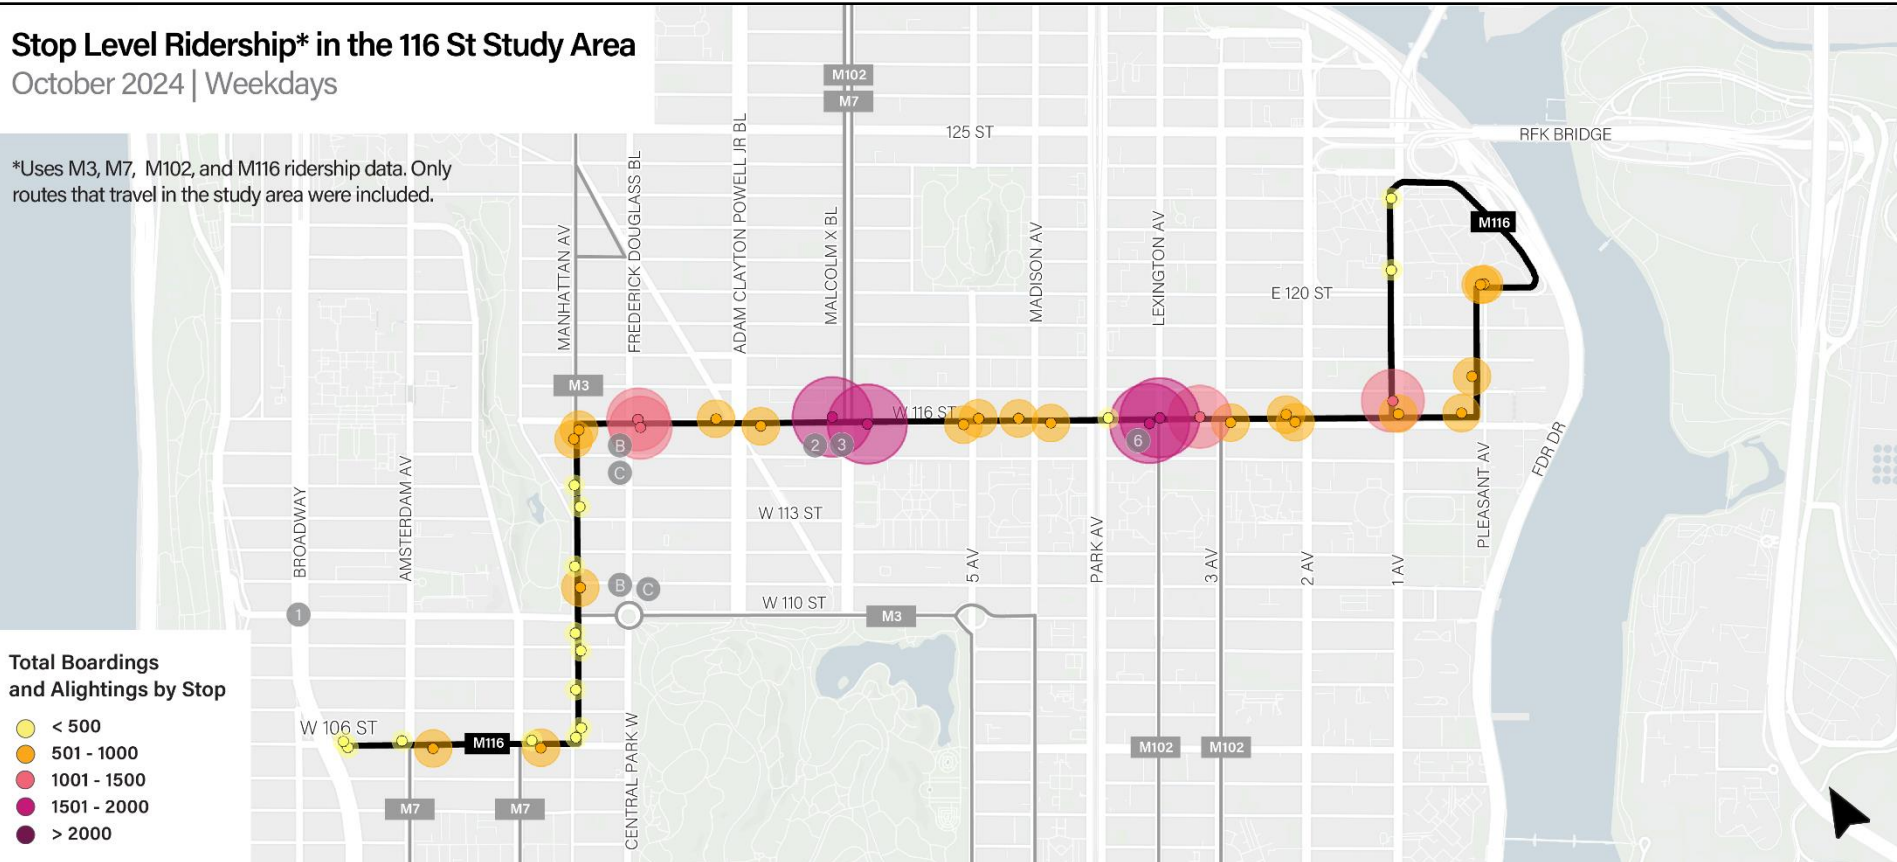 Stop Level Ridership* in the 116 St Study Area
October 2024 | Weekdays
*Uses M3, M7, M102, and M116 ridership data. Only
routes that travel in the study area were included.
M102
M7
125 ST
RFK BRIDGE
MANHATTAN AV
FREDERICK DOUGLASS BL
ADAM CLAYTON POWELL JR BL
MALCOLM X BL
MADISON AV
LEXINGTON AV
M116
E 120 ST
M3
W 116 ST
B
C
2
3
6
BROADWAY
AMSTERDAM AV
W 113 ST
5 AV
PARK AV
3 AV
2 AV
1 AV
PLEASANT AV
FDR DR
B
C
1
W 110 ST
M3
Total Boardings
and Alightings by Stop
< 500
501 - 1000
1001 - 1500
1501 - 2000
> 2000
W 106 ST
M116
M7
M7
CENTRAL PARK W
M102
M102